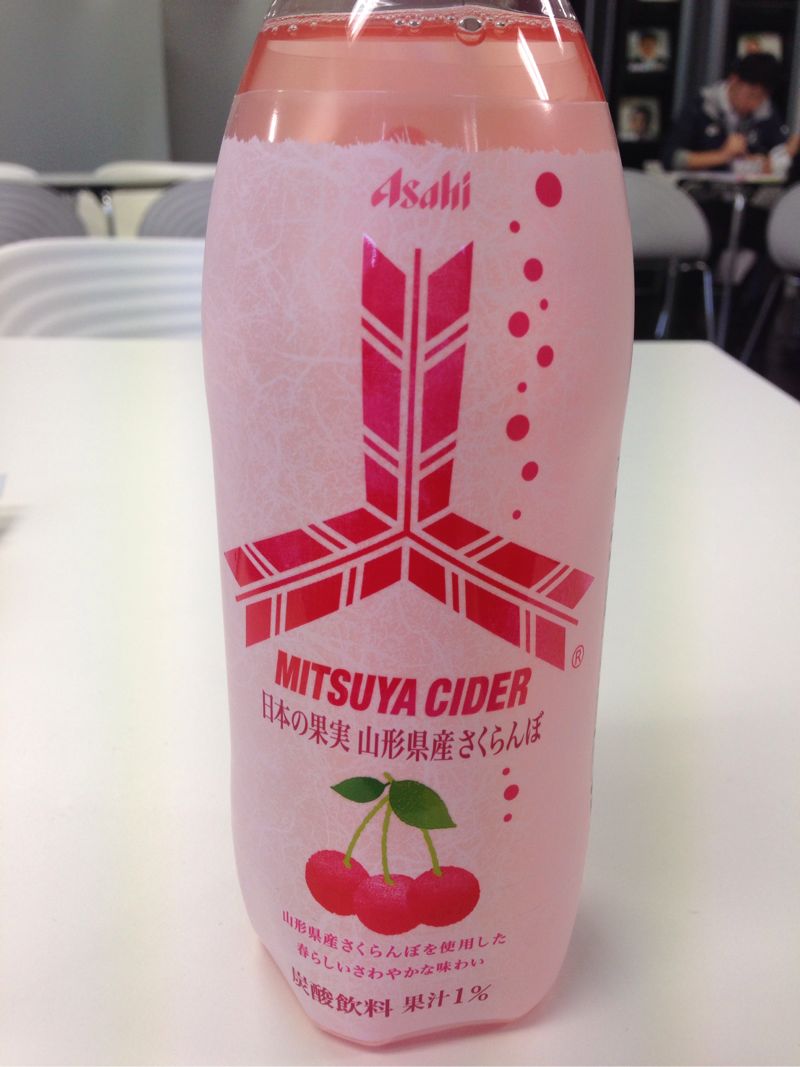 Asahi
®
MITSUYA CIDER
日本の果実 山形県産さくらんぼ
山形県産さくらんぼを使用した
春らしいさわやかな味わい
炭酸飲料 果汁1%